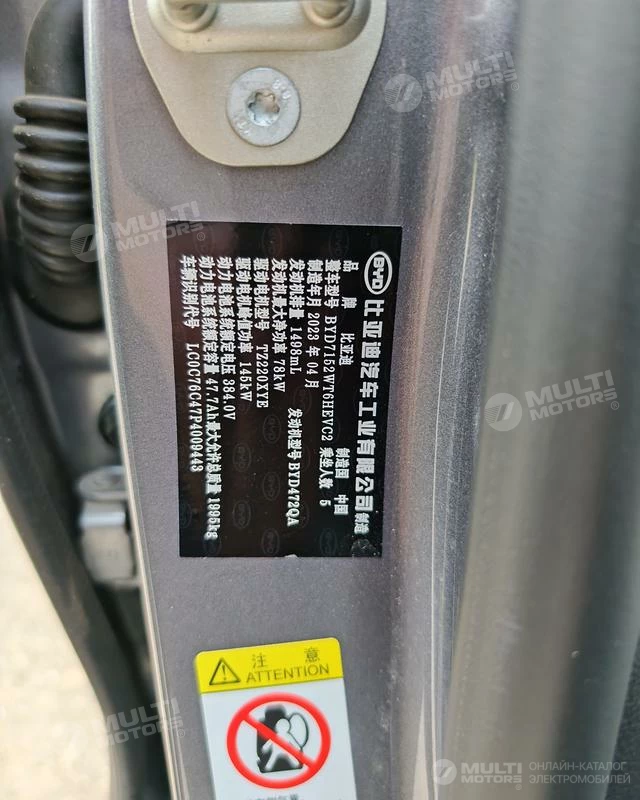 BYD 比亚迪汽车工业有限公司 制造
品牌 比亚迪 制造国 中国
整车型号 BYD7152WT6HEVC2 乘坐人数 5
制造年月 2023 年 04 月
发动机排量 1498mL 发动机型号 BYD472QA
发动机最大净功率 78kW
驱动电机型号 TZ220XYE
驱动电机峰值功率 145kW
动力电池系统额定电压 384.0V
动力电池系统额定容量 47.7Ah 最大允许总质量 1995kg
车辆识别代号 LC0C76C47P4009443
注意
ATTENTION
MULTI MOTORS
MULTI MOTORS
MULTI MOTORS
MULTI MOTORS
MULTI MOTORS
ОНЛАЙН-КАТАЛОГ
ЭЛЕКТРОМОБИЛЕЙ